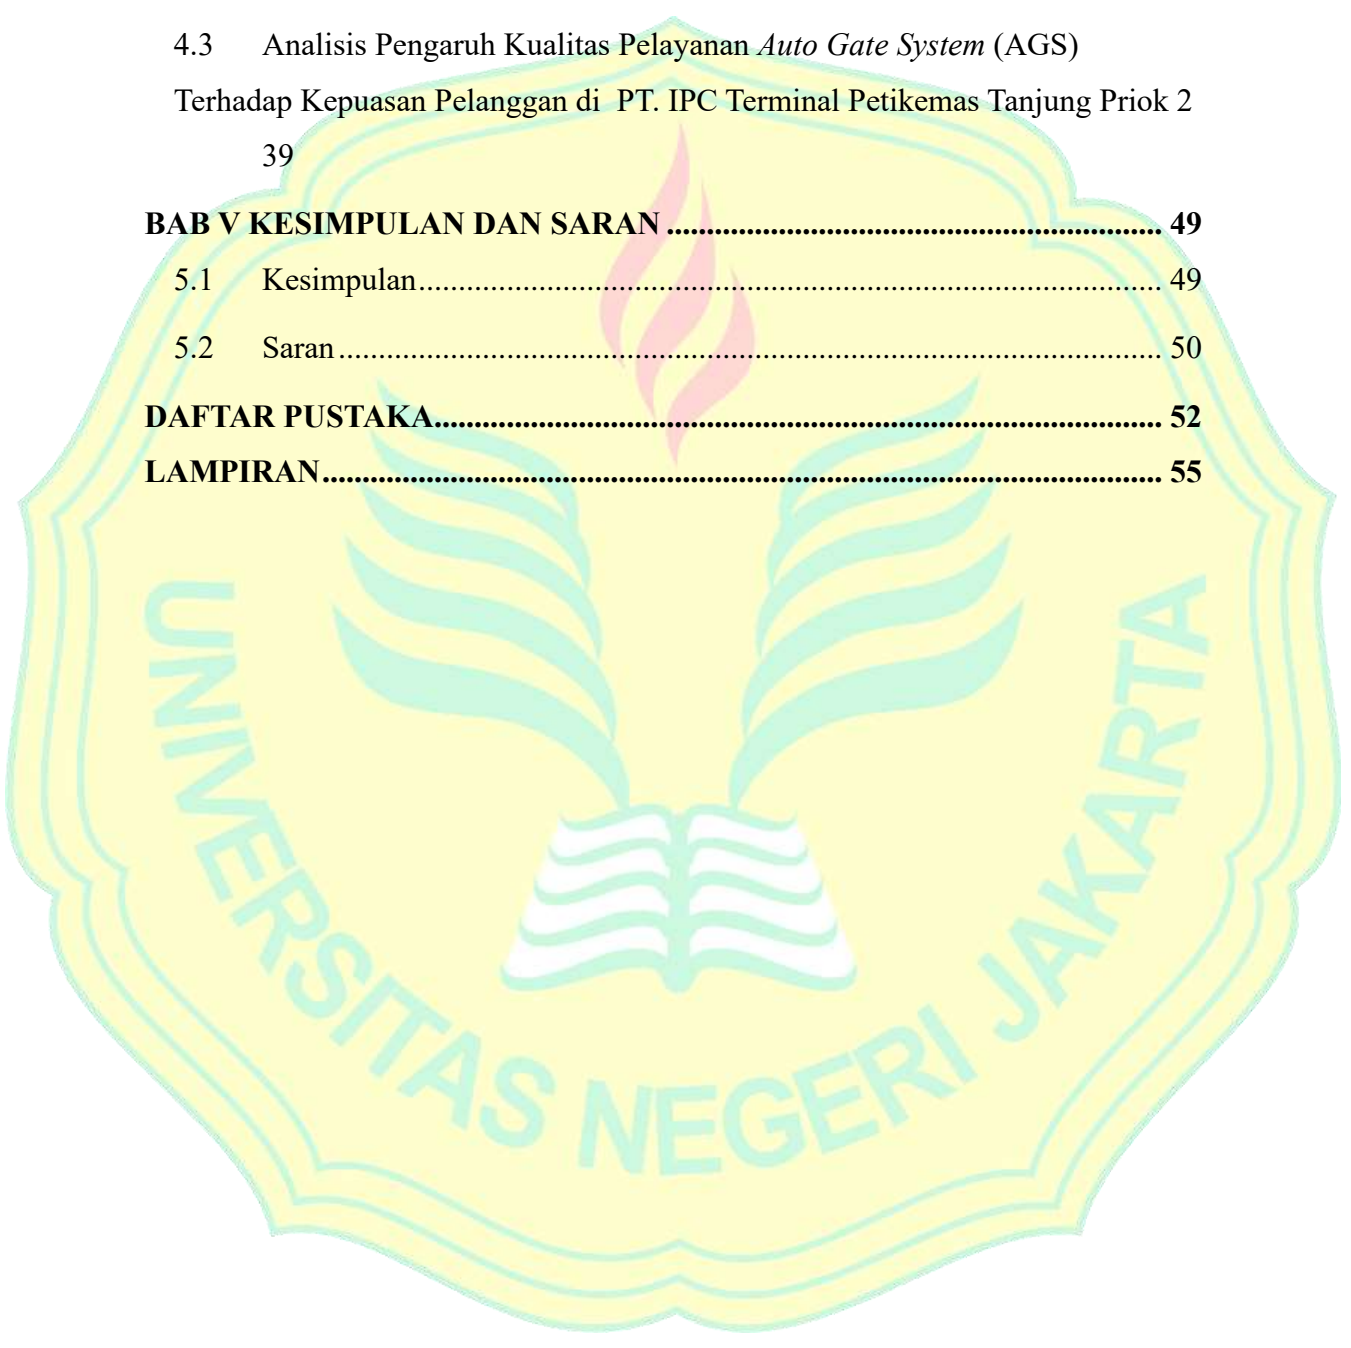 4.3 Analisis Pengaruh Kualitas Pelayanan Auto Gate System (AGS)
Terhadap Kepuasan Pelanggan di PT. IPC Terminal Petikemas Tanjung Priok 2
39
BAB V KESIMPULAN DAN SARAN ............................................................. 49
5.1 Kesimpulan............................................................................................ 49
5.2 Saran...................................................................................................... 50
DAFTAR PUSTAKA.......................................................................................... 52
LAMPIRAN........................................................................................................ 55
UNIVERSITAS NEGERI JAKARTA